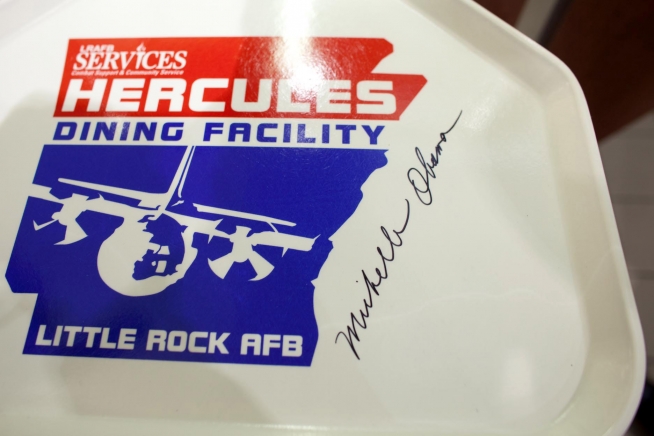 LRAFB
SERVICES
Combat Support & Community Service
HERCULES
DINING FACILITY
LITTLE ROCK AFB
Michelle Obama